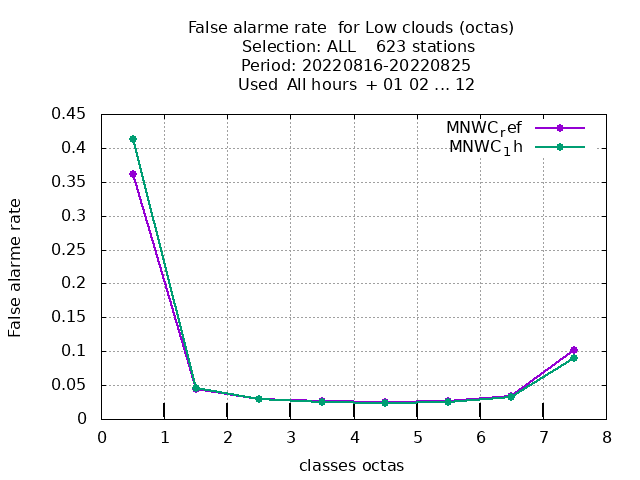 False alarme rate  for Low clouds (octas)
Selection: ALL    623 stations
Period: 20220816-20220825
Used  All hours  + 01 02 ... 12
MNWC_ref
MNWC_1h
0.45
0.4
0.35
0.3
0.25
0.2
0.15
0.1
0.05
0
False alarme rate
0 1 2 3 4 5 6 7 8
classes octas